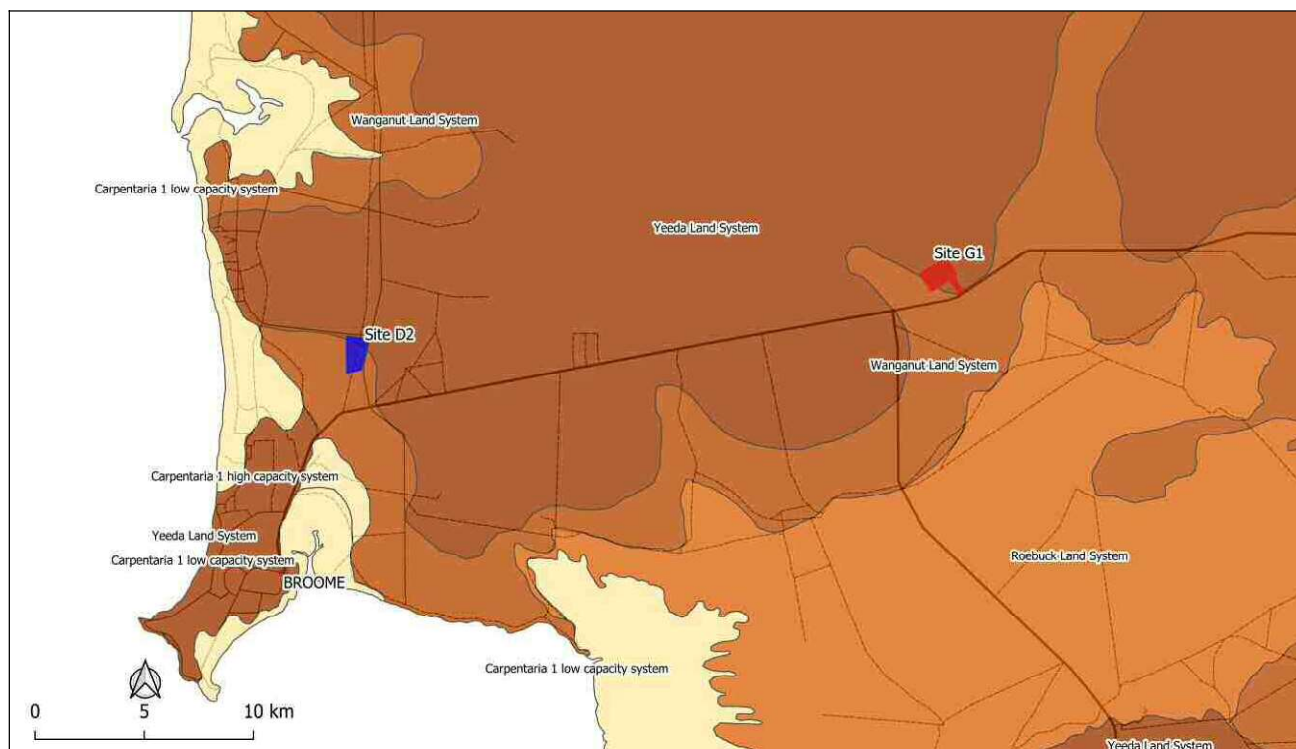 Wanganut Land System
Carpentaria 1 low capacity system
Yeeda Land System
Site G1
Site D2
Wanganut Land System
Carpentaria 1 high capacity system
Yeeda Land System
Carpentaria 1 low capacity system
Roebuck Land System
BROOME
Carpentaria 1 low capacity system
0 5 10 km
Yeeda Land System